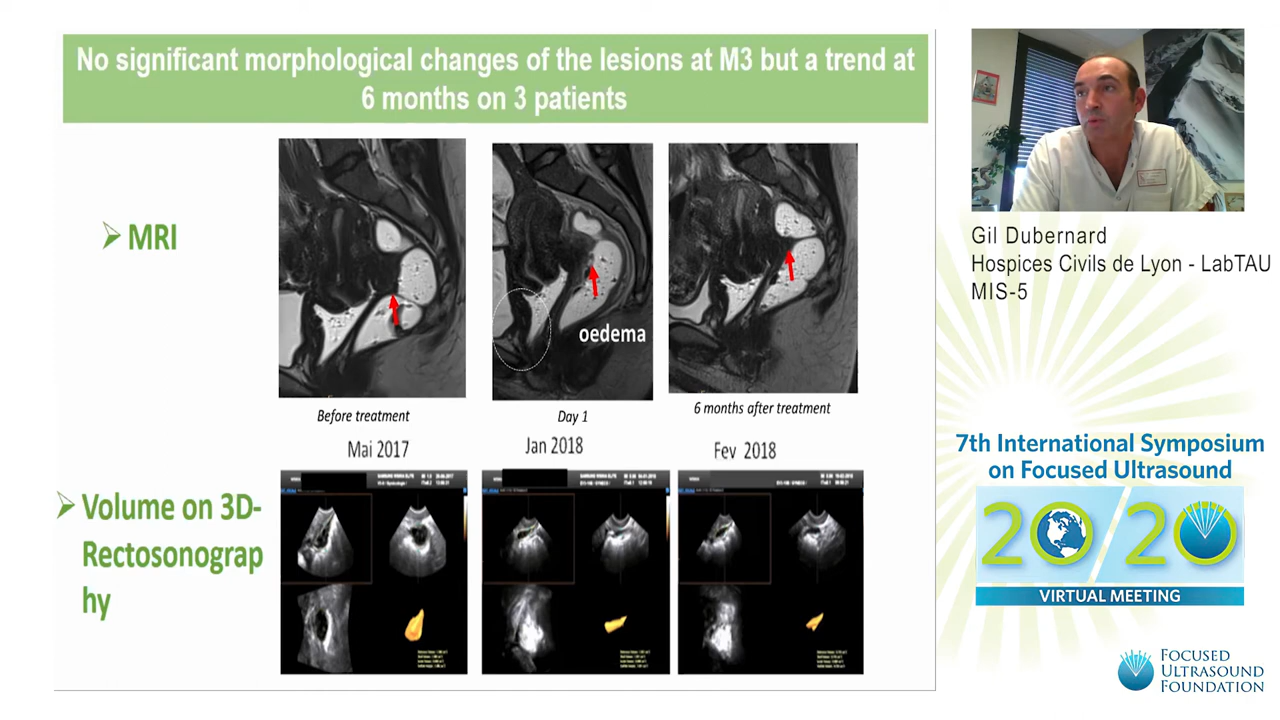 No significant morphological changes of the lesions at M3 but a trend at
6 months on 3 patients
MRI
oedema
Before treatment
Day 1
6 months after treatment
Mai 2017
Jan 2018
Fev 2018
Volume on 3D-
Rectosonograp
hy
Gil Dubernard
Hospices Civils de Lyon - LabTAU
MIS-5
7th International Symposium
on Focused Ultrasound
20/20
VIRTUAL MEETING
FOCUSED
ULTRASOUND
FOUNDATION